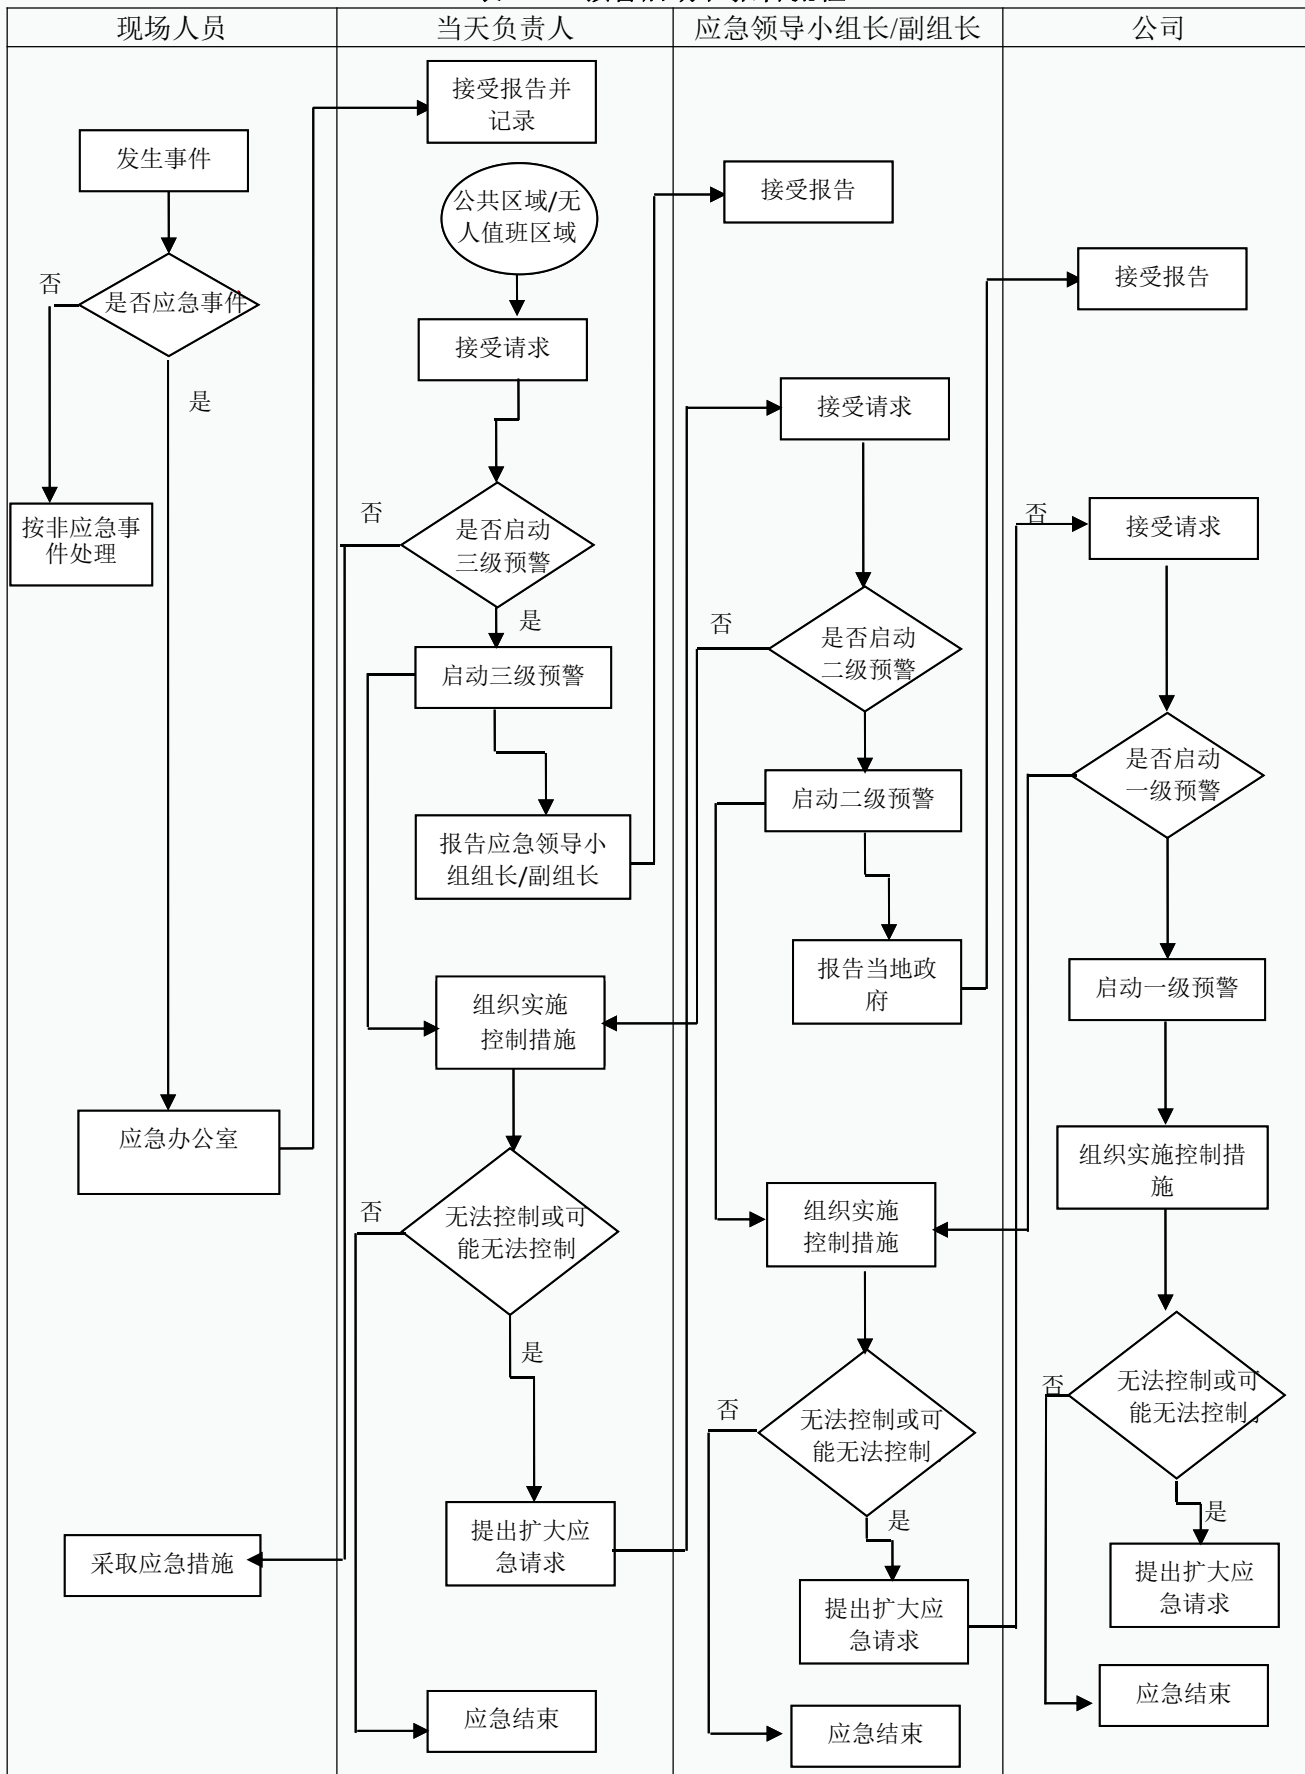 现场人员
当天负责人
应急领导小组长/副组长
公司
发生事件
否
是否应急事件
是
按非应急事
件处理
应急办公室
采取应急措施
接受报告并
记录
公共区域/无
人值班区域
接受请求
否
是否启动
三级预警
是
启动三级预警
报告应急领导小
组组长/副组长
组织实施
控制措施
否
无法控制或可
能无法控制
是
提出扩大应
急请求
应急结束
接受报告
接受请求
否
是否启动
二级预警
启动二级预警
报告当地政
府
组织实施
控制措施
否
无法控制或可
能无法控制
是
提出扩大应
急请求
应急结束
接受报告
否
接受请求
是否启动
一级预警
启动一级预警
组织实施控制措
施
否
无法控制或可
能无法控制
是
提出扩大应
急请求
应急结束